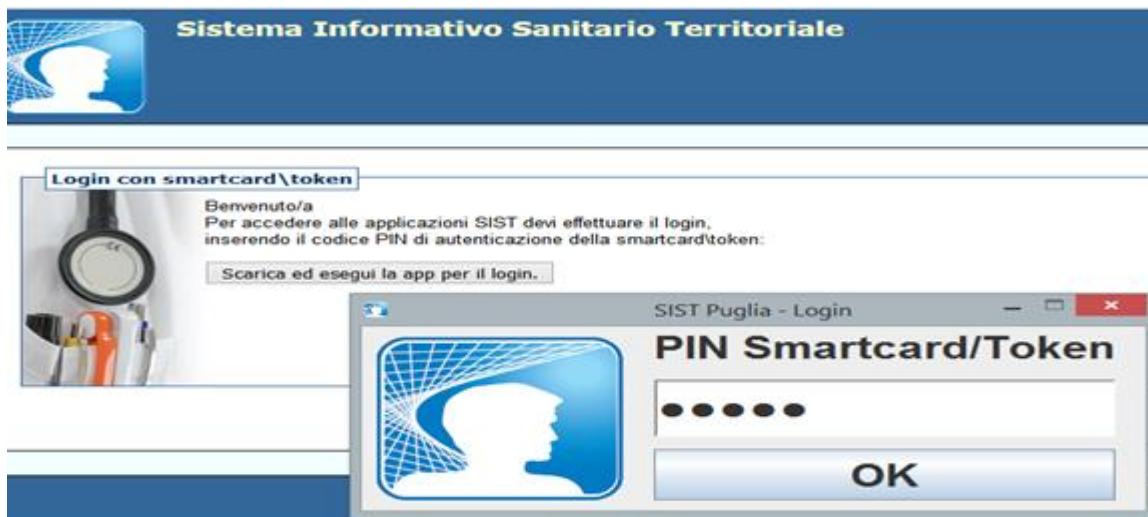 Sistema Informativo Sanitario Territoriale
Login con smartcard\token
Benvenuto/a
Per accedere alle applicazioni SIST devi effettuare il login,
inserendo il codice PIN di autenticazione della smartcard\token:
Scarica ed esegui la app per il login.
SIST Puglia - Login
PIN Smartcard/Token
OK